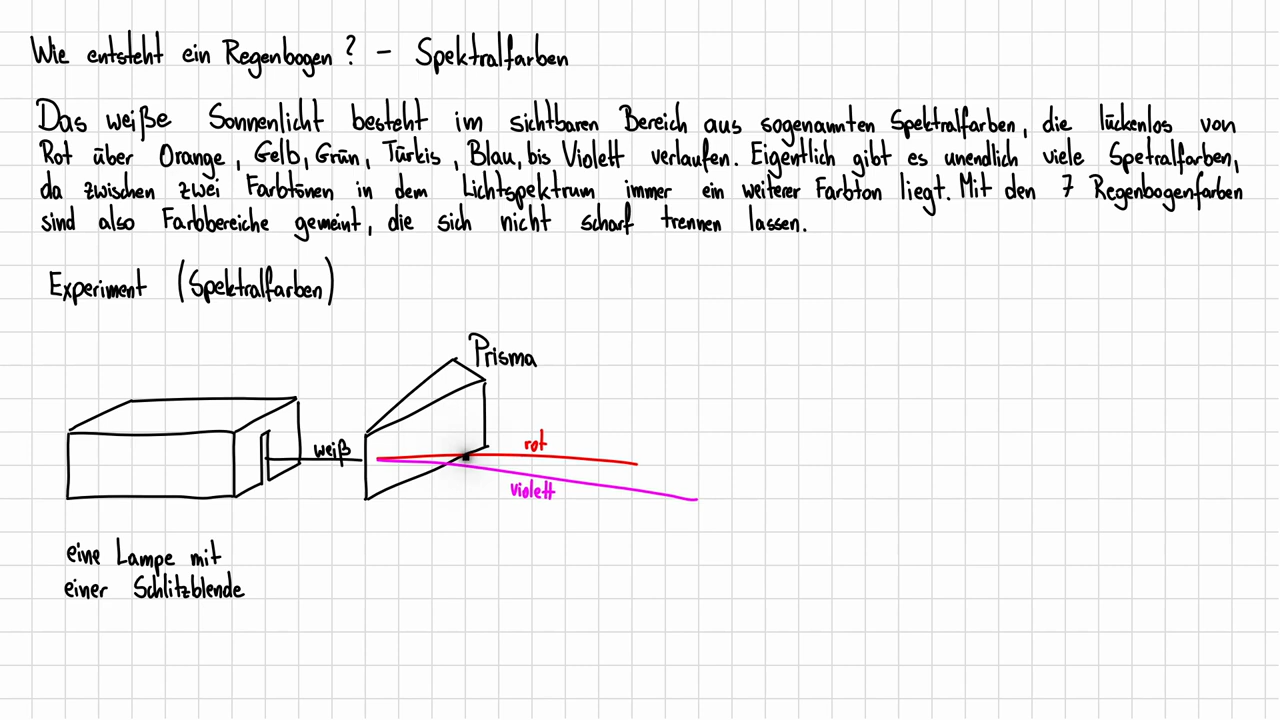 Wie entsteht ein Regenbogen? - Spektralfarben
Das weiße Sonnenlicht besteht im sichtbaren Bereich aus sogenannten Spektralfarben, die lückenlos von
Rot über Orange, Gelb, Grün, Türkis, Blau, bis Violett verlaufen. Eigentlich gibt es unendlich viele Spetralfarben,
da zwischen zwei Farbtönen in dem Lichtspektrum immer ein weiterer Farbton liegt. Mit den 7 Regenbogenfarben
sind also Farbbereiche gemeint, die sich nicht scharf trennen lassen.
Experiment (Spektralfarben)
Prisma
weiß
rot
violett
eine Lampe mit
einer Schlitzblende